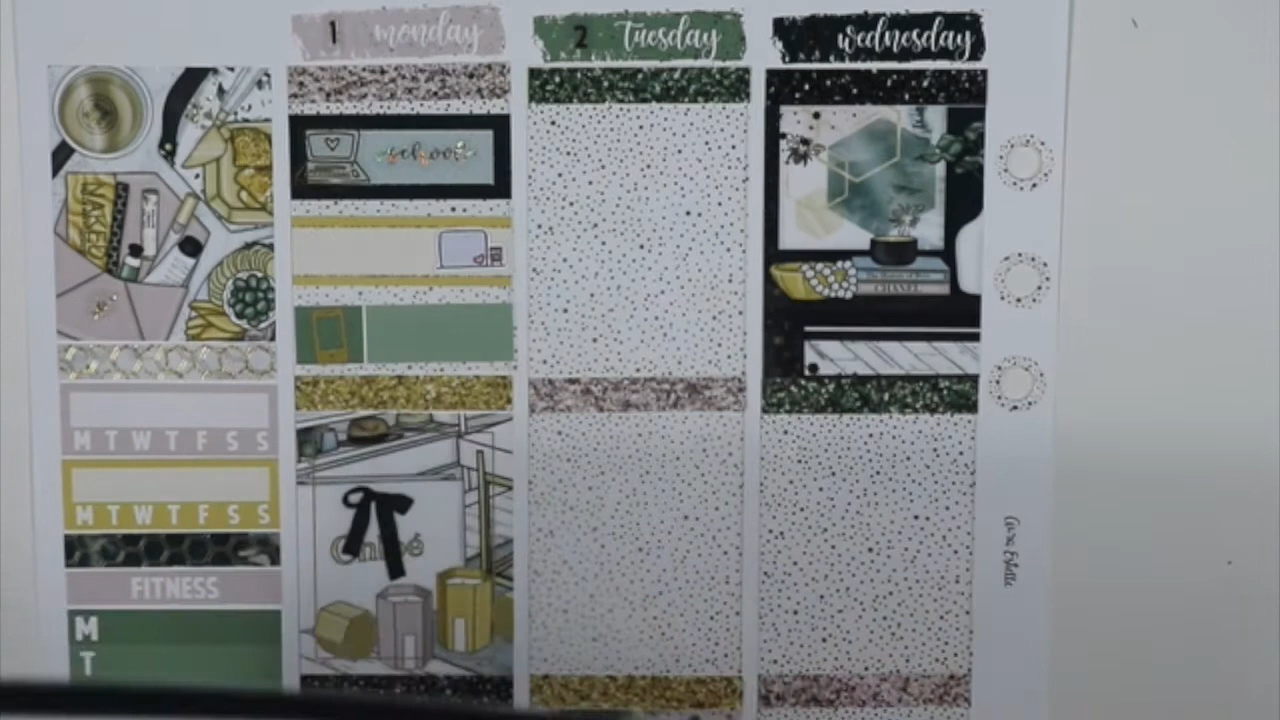 1 monday
2 tuesday
wednesday
NAKED
school
CHANEL
M T W T F S S
M T W T F S S
Chloé
FITNESS
M
T